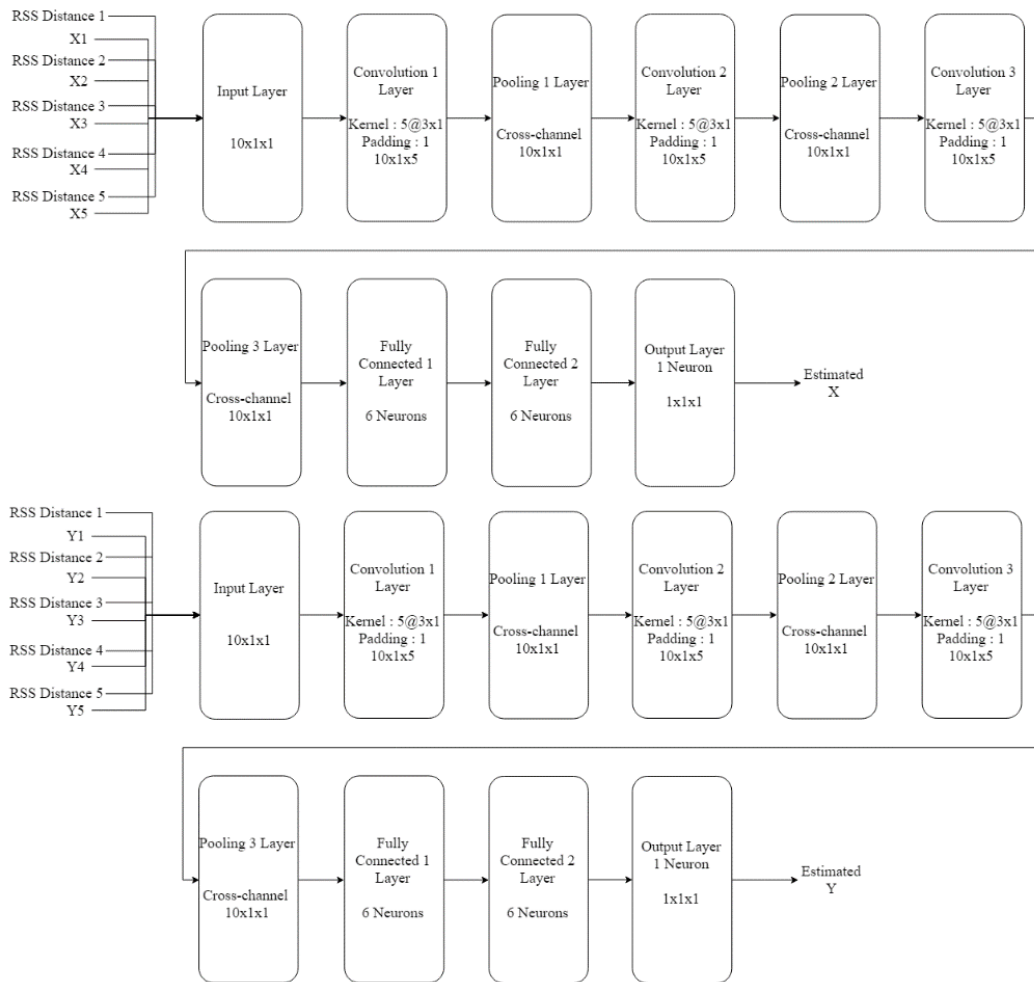 RSS Distance 1
X1
RSS Distance 2
X2
RSS Distance 3
X3
RSS Distance 4
X4
RSS Distance 5
X5
Input Layer
10x1x1
Convolution 1
Layer
Kernel : 5@3x1
Padding : 1
10x1x5
Pooling 1 Layer
Cross-channel
10x1x1
Convolution 2
Layer
Kernel : 5@3x1
Padding : 1
10x1x5
Pooling 2 Layer
Cross-channel
10x1x1
Convolution 3
Layer
Kernel : 5@3x1
Padding : 1
10x1x5
Pooling 3 Layer
Cross-channel
10x1x1
Fully
Connected 1
Layer
6 Neurons
Fully
Connected 2
Layer
6 Neurons
Output Layer
1 Neuron
1x1x1
Estimated
X
RSS Distance 1
Y1
RSS Distance 2
Y2
RSS Distance 3
Y3
RSS Distance 4
Y4
RSS Distance 5
Y5
Input Layer
10x1x1
Convolution 1
Layer
Kernel : 5@3x1
Padding : 1
10x1x5
Pooling 1 Layer
Cross-channel
10x1x1
Convolution 2
Layer
Kernel : 5@3x1
Padding : 1
10x1x5
Pooling 2 Layer
Cross-channel
10x1x1
Convolution 3
Layer
Kernel : 5@3x1
Padding : 1
10x1x5
Pooling 3 Layer
Cross-channel
10x1x1
Fully
Connected 1
Layer
6 Neurons
Fully
Connected 2
Layer
6 Neurons
Output Layer
1 Neuron
1x1x1
Estimated
Y